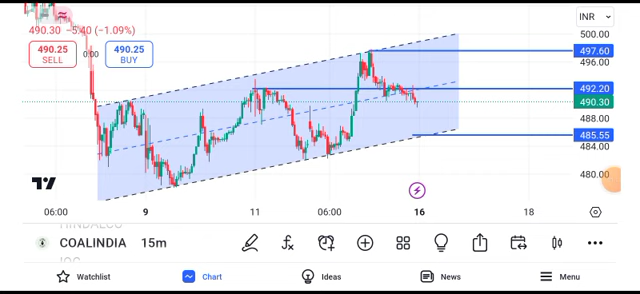 INR
490.30 −5.40 (−1.09%)
500.00
497.60
496.00
490.25
SELL
0.00
490.25
BUY
492.20
490.30
488.00
485.55
484.00
480.00
06:00
9
11
06:00
16
18
HINDALCO
COALINDIA
15m
Watchlist
Chart
Ideas
News
Menu